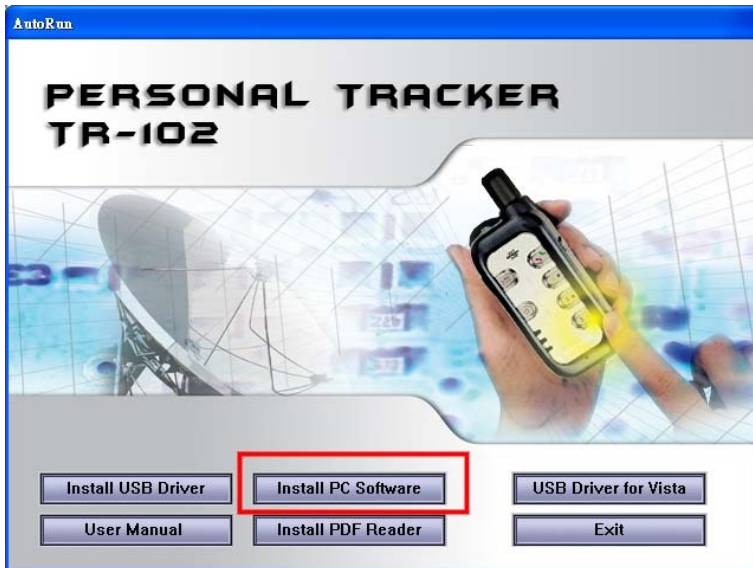 AutoRun
PERSONAL TRACKER
TR-102
Install USB Driver
Install PC Software
USB Driver for Vista
User Manual
Install PDF Reader
Exit